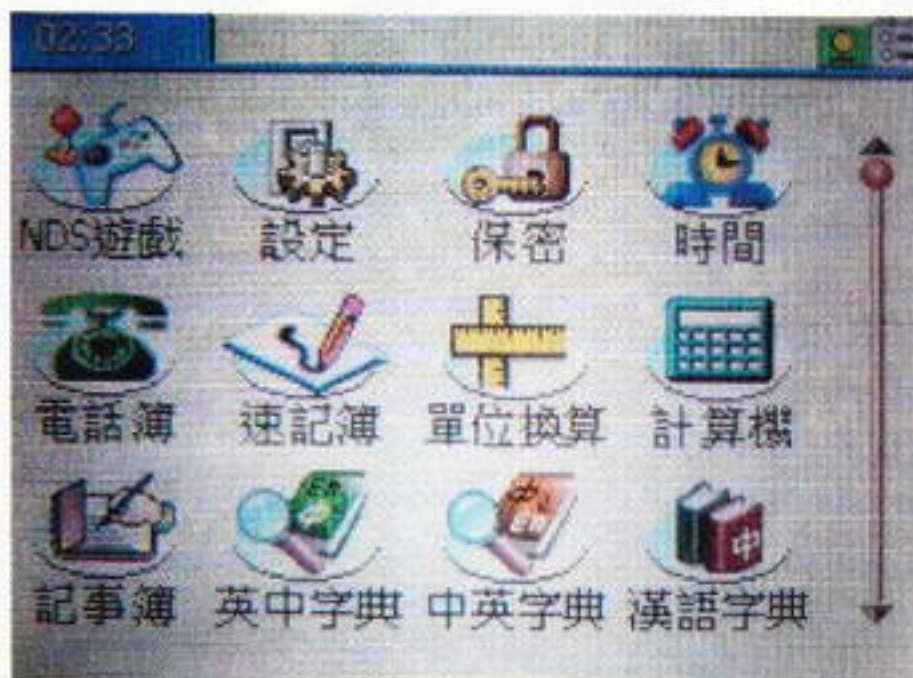 02:33
NDS遊戲 設定 保密 時間
電話簿 速記簿 單位換算 計算機
記事簿 英中字典 中英字典 漢語字典
中